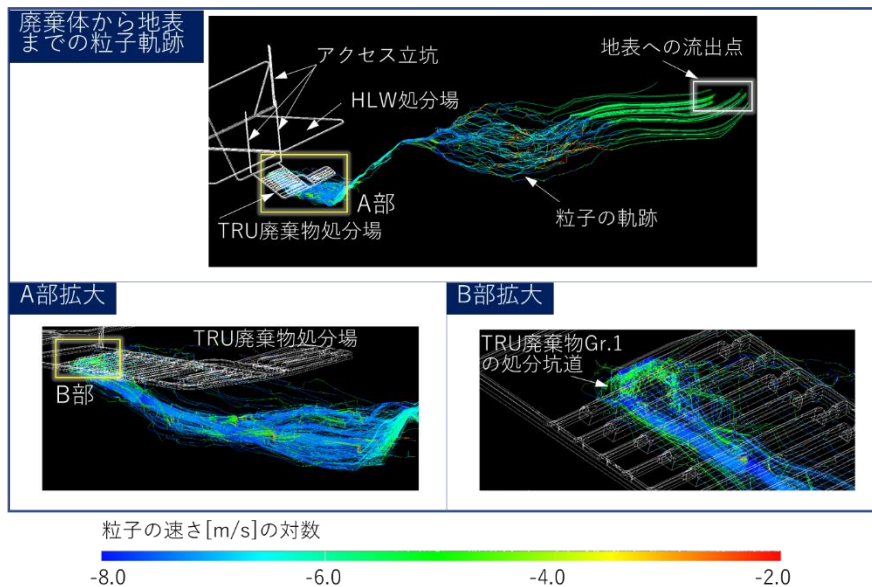 廃棄体から地表
までの粒子軌跡
アクセス立坑
HLW処分場
地表への流出点
A部
TRU廃棄物処分場
粒子の軌跡
A部拡大
TRU廃棄物処分場
B部
B部拡大
TRU廃棄物Gr.1
の処分坑道
粒子の速さ[m/s]の対数
-8.0 -6.0 -4.0 -2.0